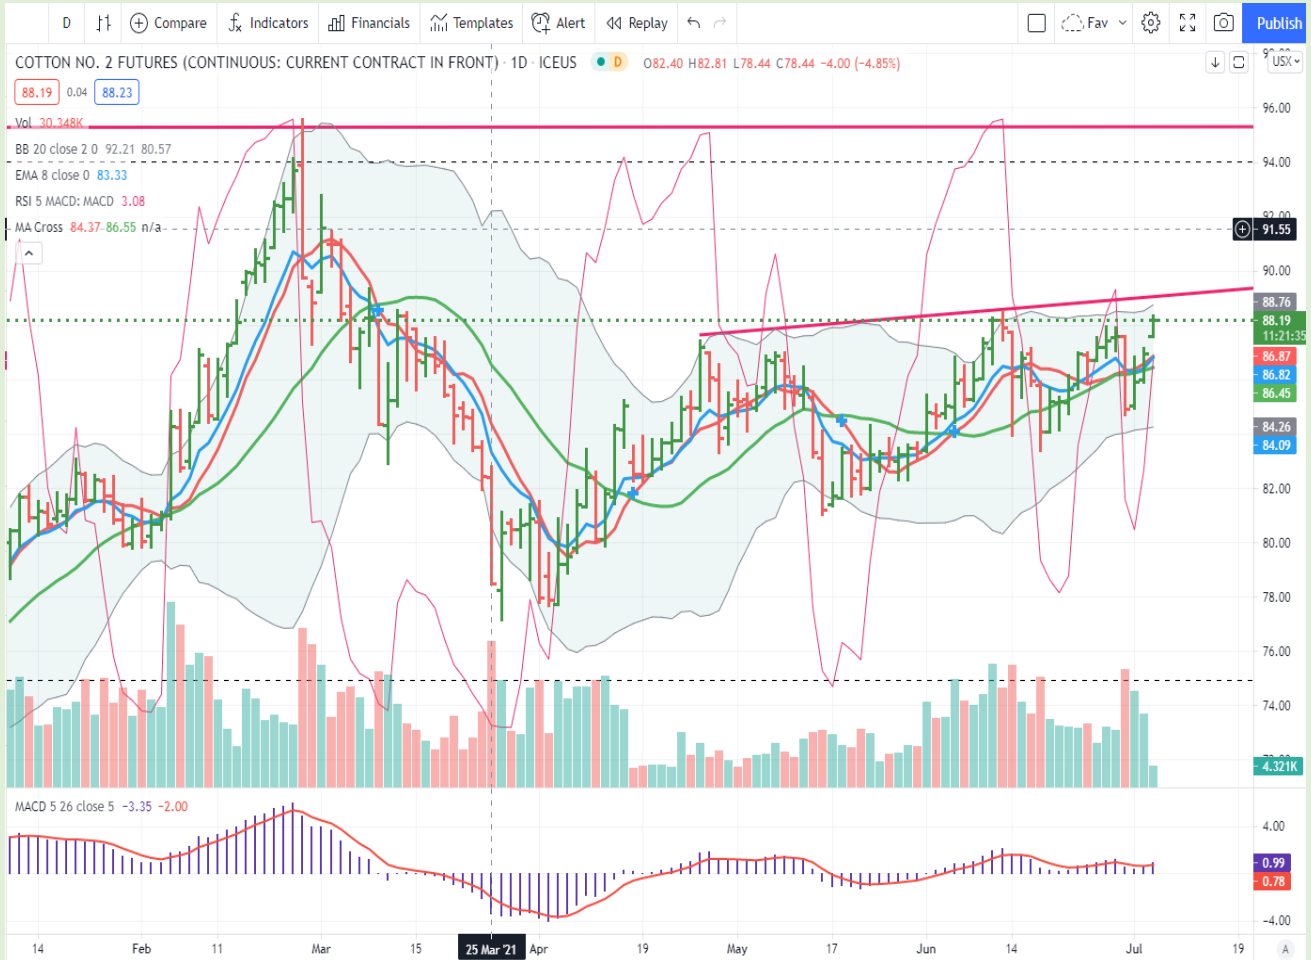 D Compare Indicators Financials Templates Alert Replay Fav Publish
COTTON NO. 2 FUTURES (CONTINUOUS: CURRENT CONTRACT IN FRONT) · 1D · ICEUS D O82.40 H82.81 L78.44 C78.44 −4.00 (−4.85%) USX
88.19 0.04 88.23
Vol 30.348K
BB 20 close 2 0 92.21 80.57
EMA 8 close 0 83.33
RSI 5 MACD: MACD 3.08
MA Cross 84.37 86.55 n/a
96.00
94.00
92.00
91.55
90.00
88.76
88.19
11:21:35
86.87
86.82
86.45
84.26
84.09
82.00
80.00
78.00
76.00
74.00
4.321K
MACD 5 26 close 5 −3.35 −2.00
4.00
0.99
0.78
−4.00
14 Feb 11 Mar 15 25 Mar '21 Apr 19 May 17 Jun 14 Jul 19 A